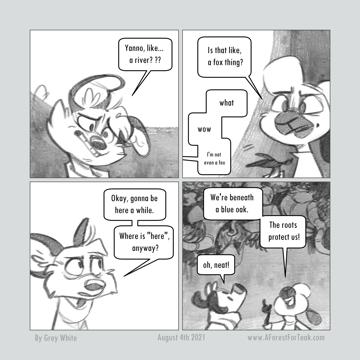 Yanno, like...
a river? ??
Is that like,
a fox thing?
what
wow
I'm not
even a fox
Okay, gonna be
here a while.
Where is "here",
anyway?
We're beneath
a blue oak.
The roots
protect us!
oh, neat!
By Grey White
August 4th 2021
www.AForestForTeak.com